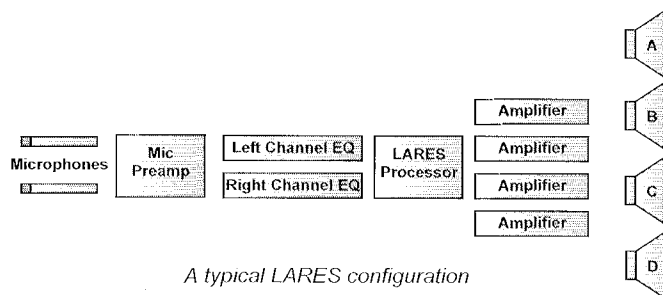 Microphones
Mic
Preamp
Left Channel EQ
Right Channel EQ
LARES
Processor
Amplifier
Amplifier
Amplifier
Amplifier
A
B
C
D
A typical LARES configuration